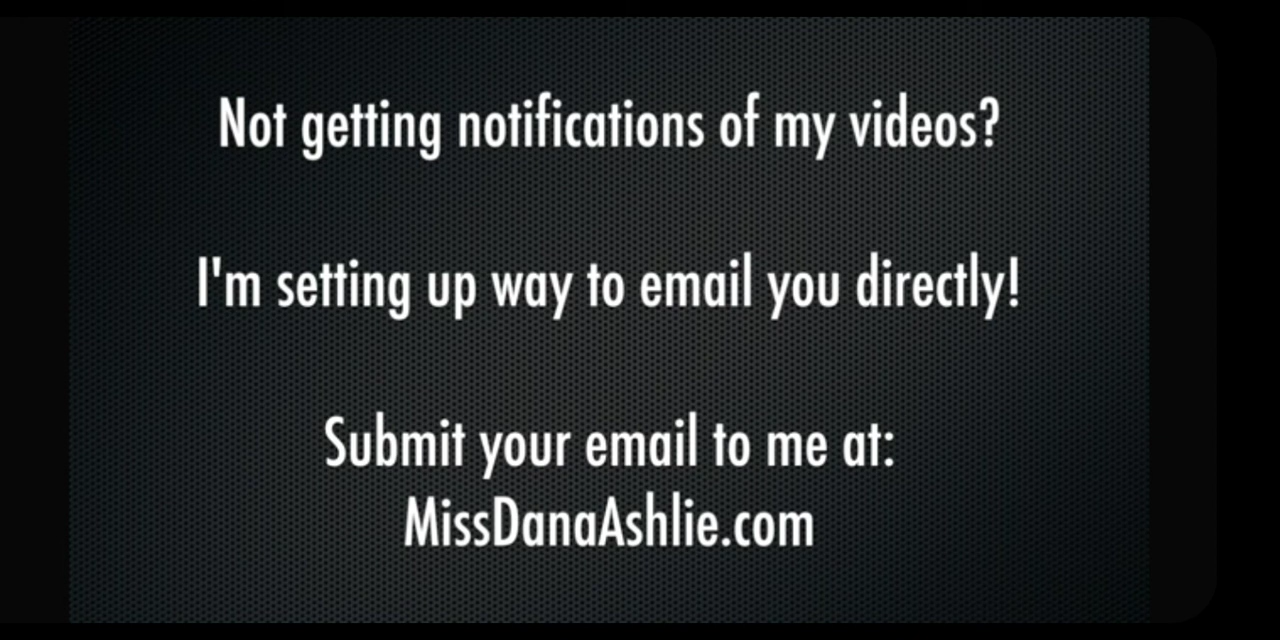 Not getting notifications of my videos?
I'm setting up way to email you directly!
Submit your email to me at:
MissDanaAshlie.com